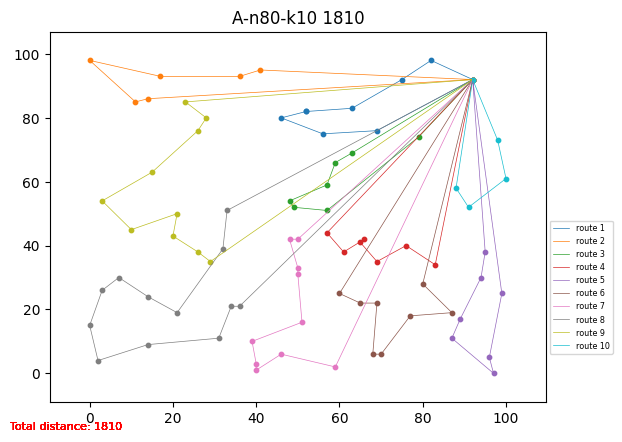 A-n80-k10 1810
100
80
60
40
20
0
0
20
40
60
80
100
route 1
route 2
route 3
route 4
route 5
route 6
route 7
route 8
route 9
route 10
Total distance: 1810